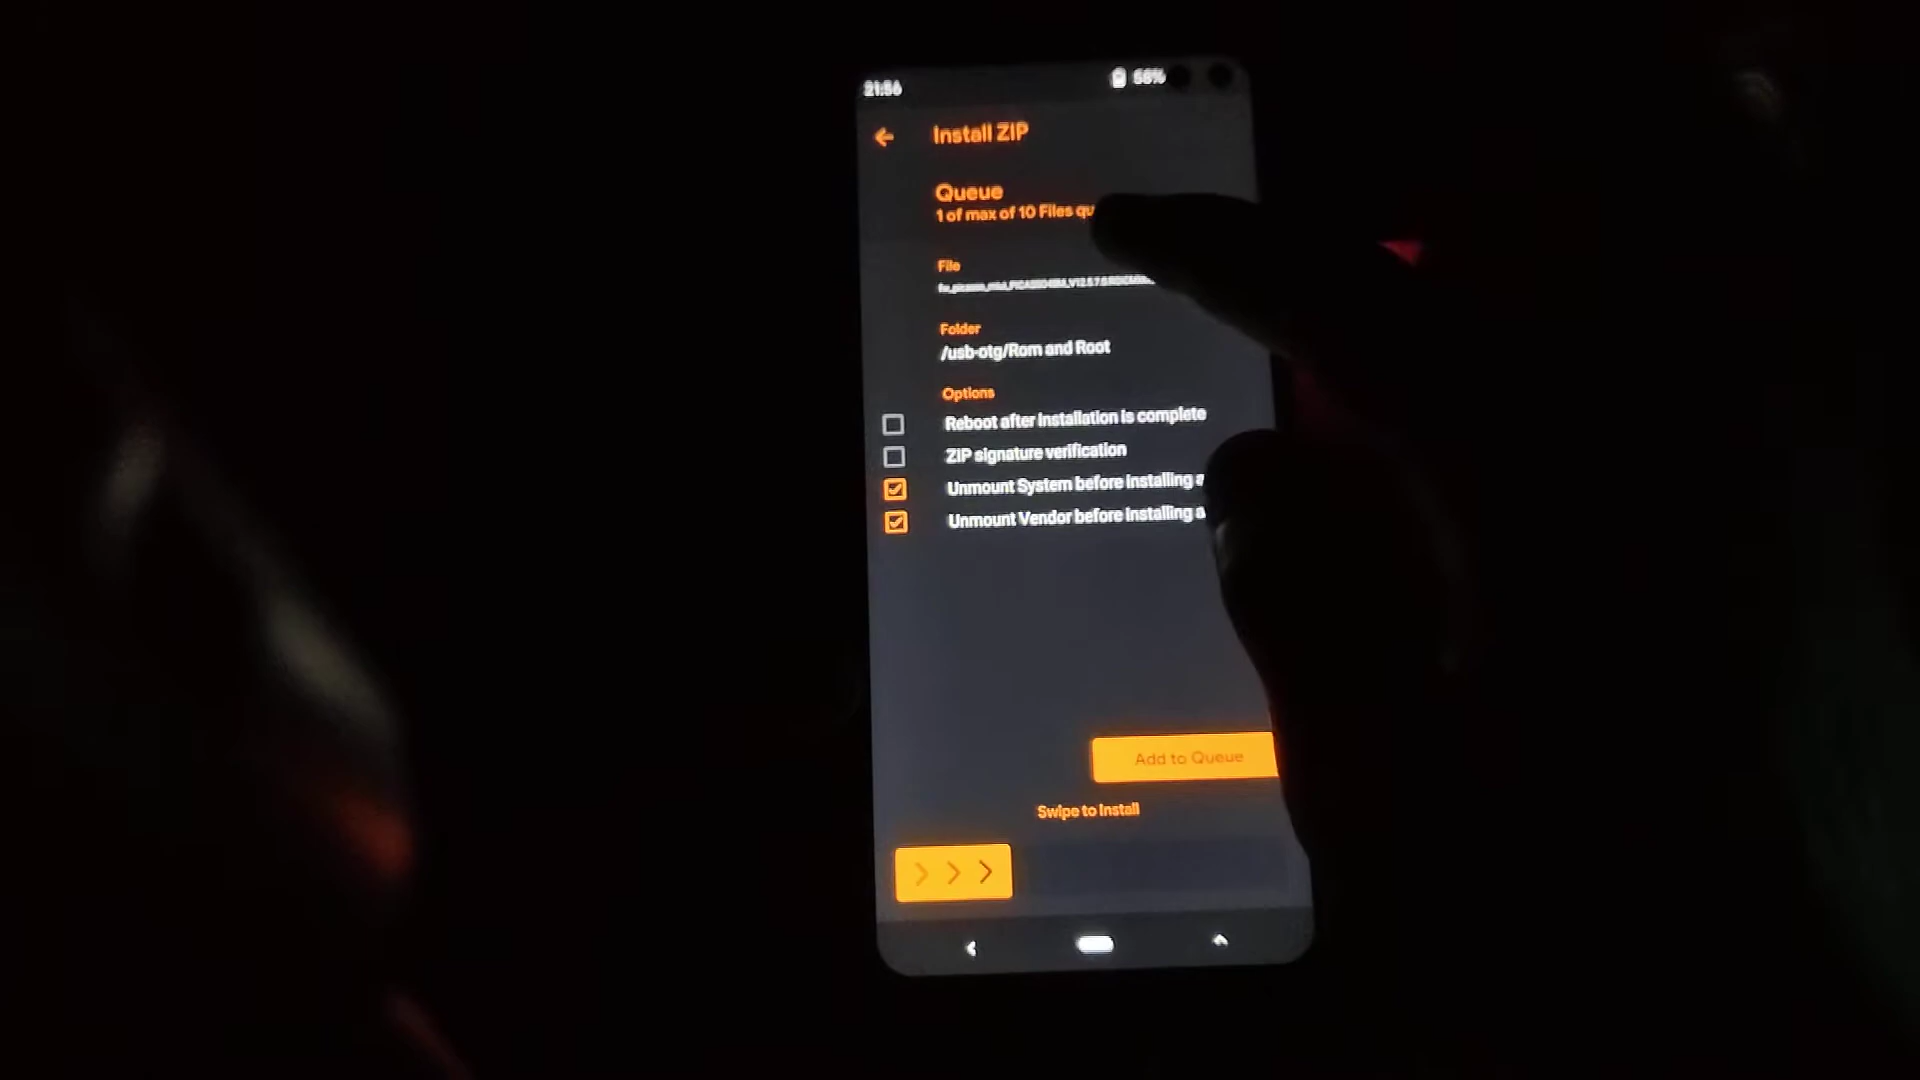 21:56 56%
Install ZIP
Queue
1 of max of 10 Files qu
File
Folder
/usb-otg/Rom and Root
Options
Reboot after installation is complete
ZIP signature verification
Unmount System before installing a
Unmount Vendor before installing a
Add to Queue
Swipe to Install